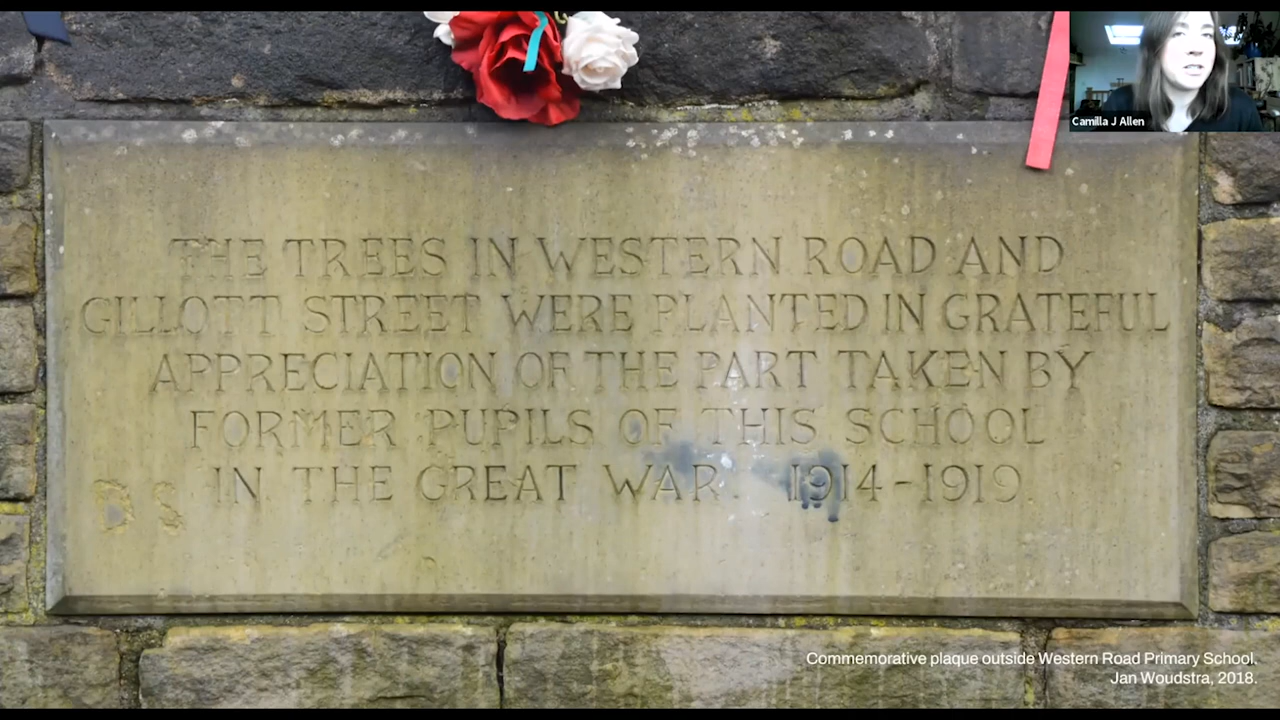 Camilla J Allen
THE TREES IN WESTERN ROAD AND
GILLOTT STREET WERE PLANTED IN GRATEFUL
APPRECIATION OF THE PART TAKEN BY
FORMER PUPILS OF THIS SCHOOL
IN THE GREAT WAR. 1914-1919.
D S
Commemorative plaque outside Western Road Primary School.
Jan Woudstra, 2018.